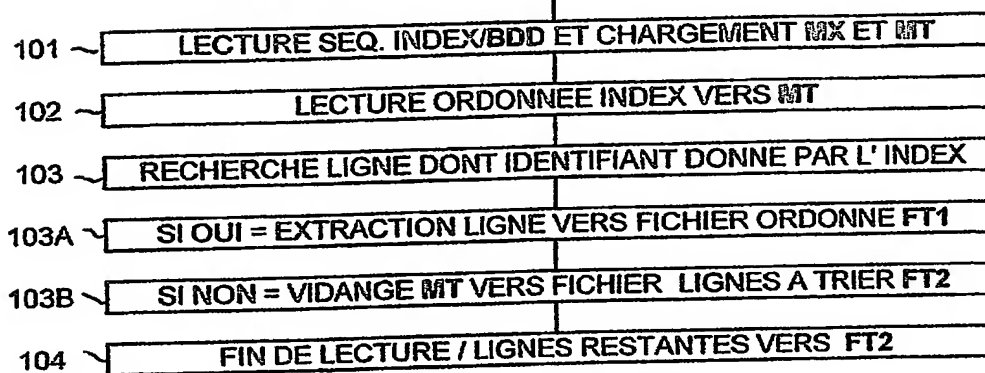 101 LECTURE SEQ. INDEX/BDD ET CHARGEMENT MX ET MT
102 LECTURE ORDONNEE INDEX VERS MT
103 RECHERCHE LIGNE DONT IDENTIFIANT DONNE PAR L' INDEX
103A SI OUI = EXTRACTION LIGNE VERS FICHIER ORDONNE FT1
103B SI NON = VIDANGE MT VERS FICHIER LIGNES A TRIER FT2
104 FIN DE LECTURE / LIGNES RESTANTES VERS FT2